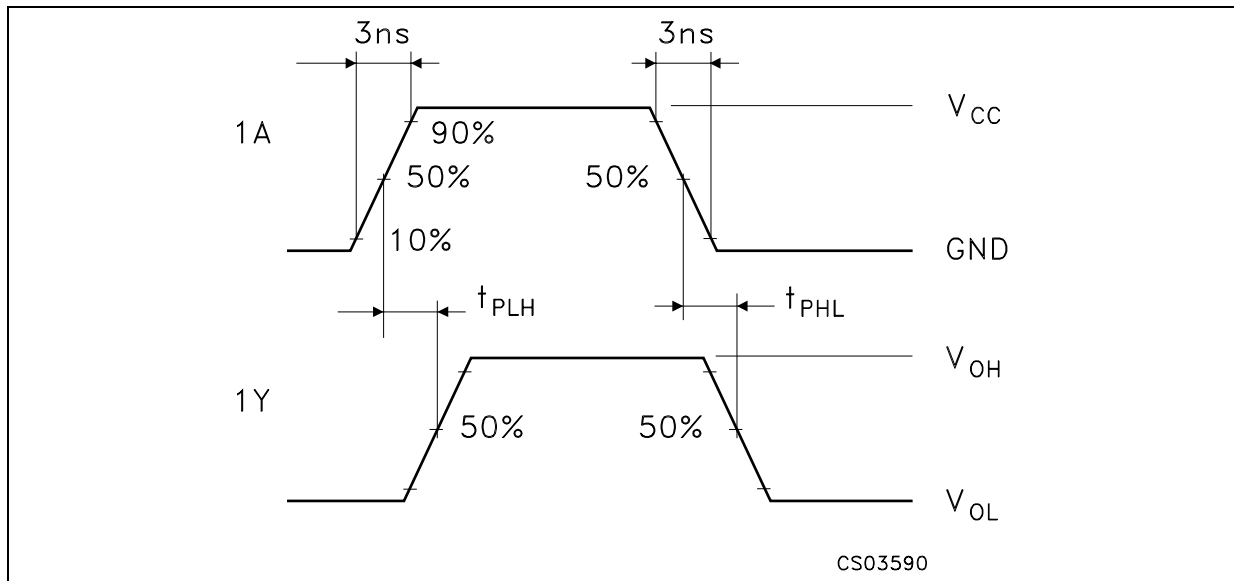 3ns 3ns
V_CC
1A
90%
50% 50%
10%
GND
t_PLH t_PHL
V_OH
1Y
50% 50%
V_OL
CS03590